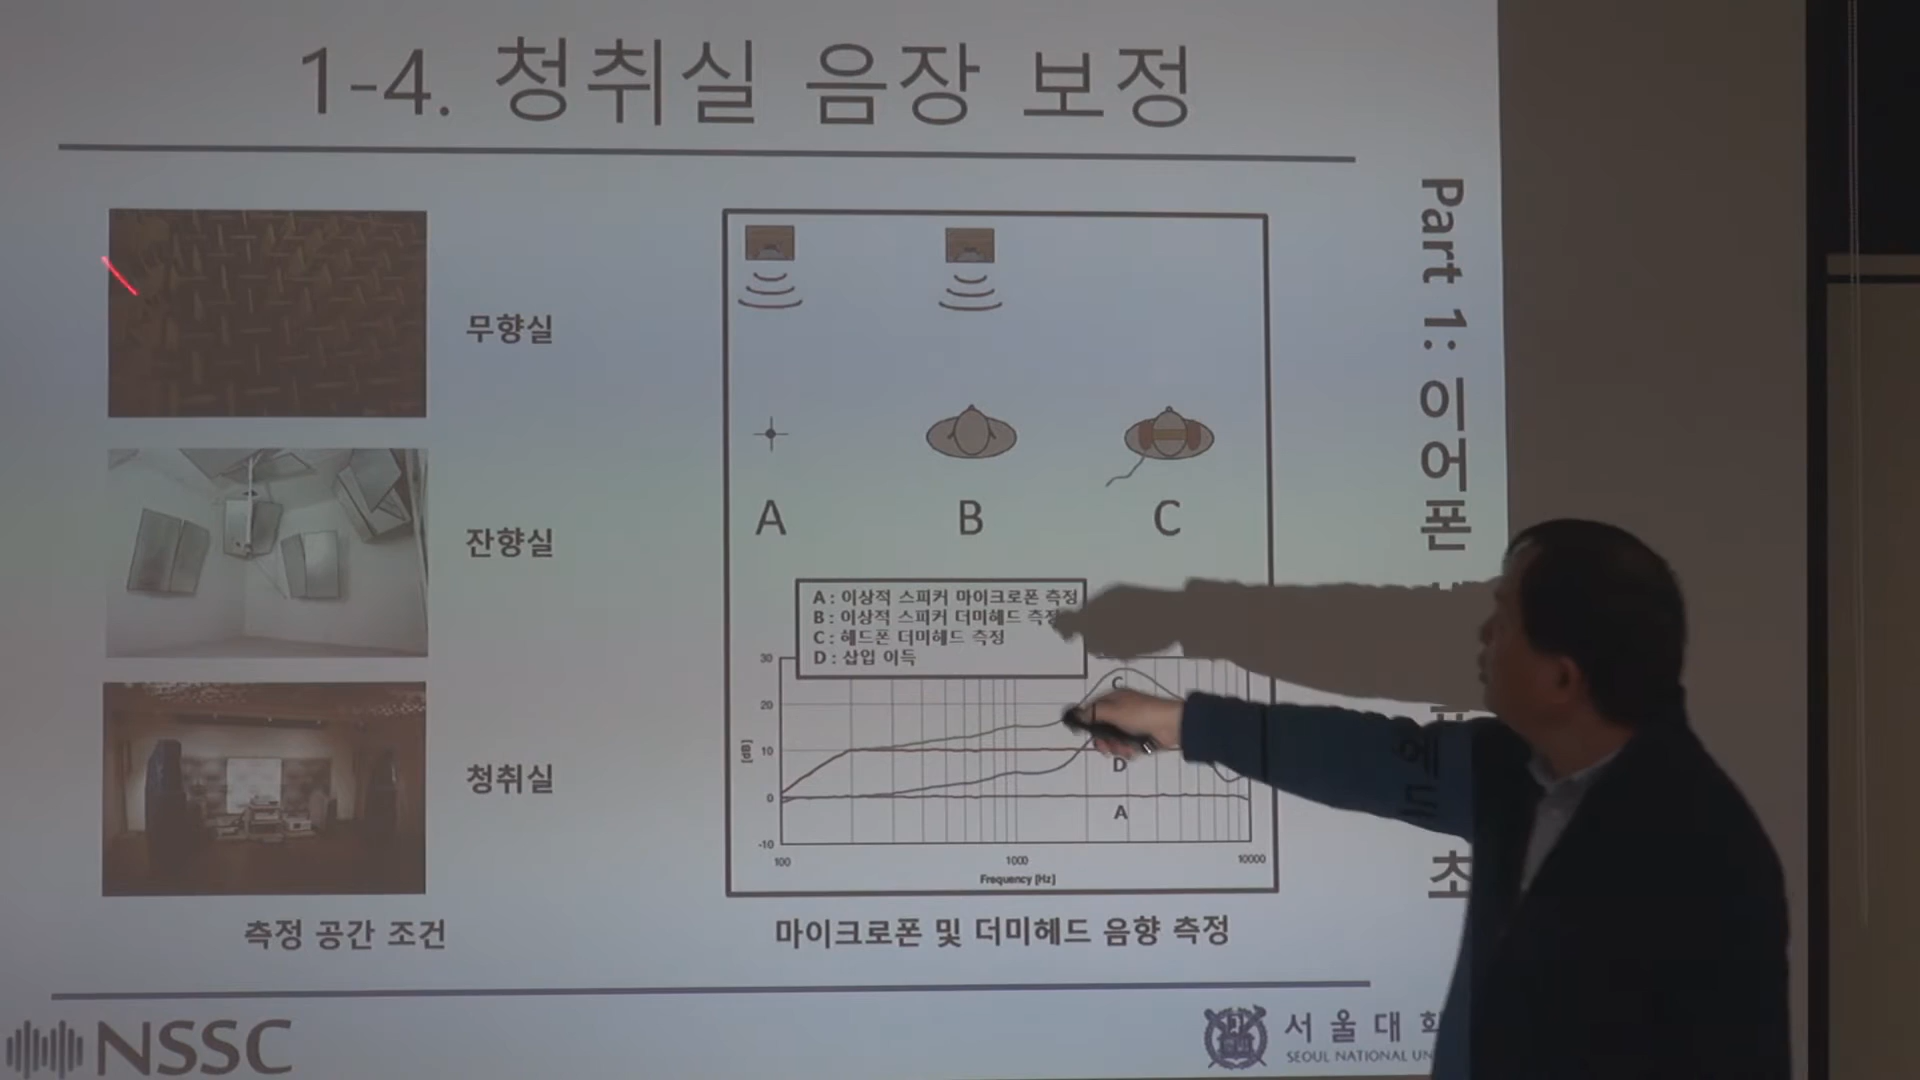 1-4. 청취실 음장 보정
무향실
잔향실
청취실
측정 공간 조건
A
B
C
A : 이상적 스피커 마이크로폰 측정
B : 이상적 스피커 더미헤드 측정
C : 헤드폰 더미헤드 측정
D : 삽입 이득
30
20
10
0
-10
[dB]
C
D
A
100
1000
10000
Frequency [Hz]
마이크로폰 및 더미헤드 음향 측정
Part 1: 이어폰
초
NSSC
서울대
SEOUL NATIONAL